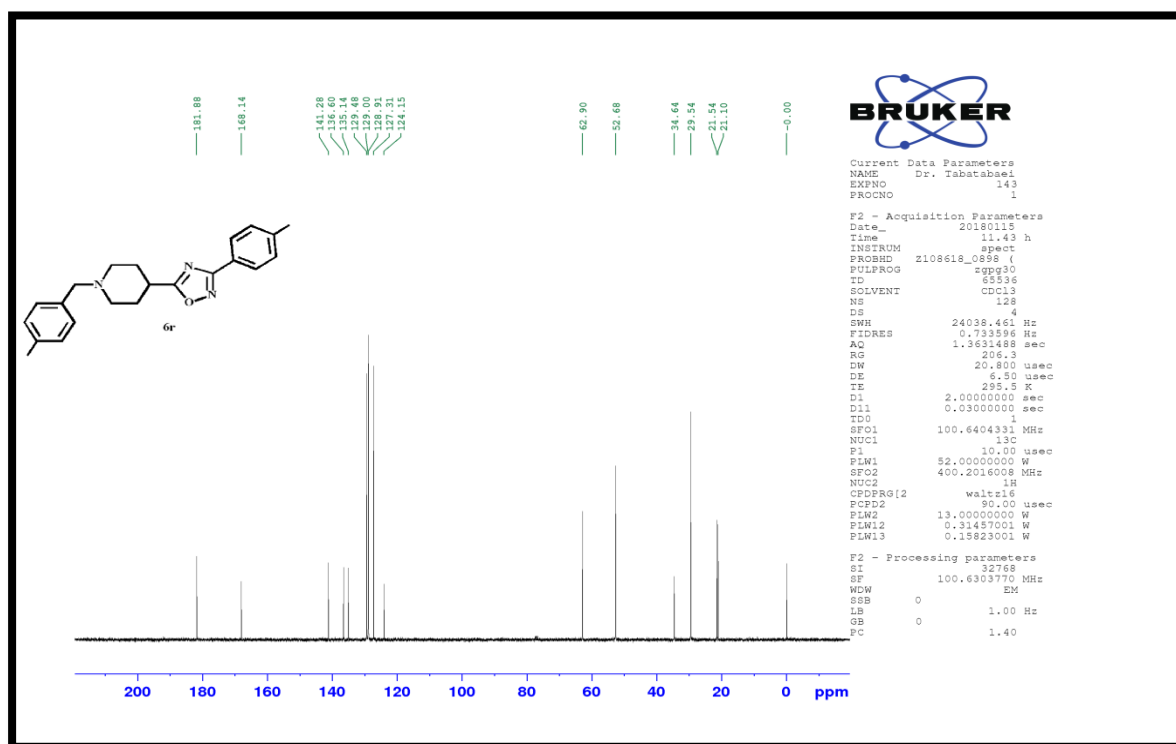 181.88
168.14
141.28
136.60
135.14
129.48
129.00
128.91
127.31
124.15
62.90
52.68
34.64
29.54
21.54
21.10
-0.00
BRUKER
Current Data Parameters
NAME Dr. Tabatabaei
EXPNO 143
PROCNO 1
F2 - Acquisition Parameters
Date_ 20180115
Time 11.43 h
INSTRUM spect
PROBHD Z108618_0898 (
PULPROG zgpg30
TD 65536
SOLVENT CDCl3
NS 128
DS 4
SWH 24038.461 Hz
FIDRES 0.733596 Hz
AQ 1.3631488 sec
RG 206.3
DW 20.800 usec
DE 6.50 usec
TE 295.5 K
D1 2.00000000 sec
D11 0.03000000 sec
TD0 1
SFO1 100.6404331 MHz
NUC1 13C
P1 10.00 usec
PLW1 52.00000000 W
SFO2 400.2016008 MHz
NUC2 1H
CPDPRG[2 waltz16
PCPD2 90.00 usec
PLW2 13.00000000 W
PLW12 0.31457001 W
PLW13 0.15823001 W
F2 - Processing parameters
SI 32768
SF 100.6303770 MHz
WDW EM
SSB 0
LB 1.00 Hz
GB 0
PC 1.40
N
N
N
O
6r
200 180 160 140 120 100 80 60 40 20 0 ppm